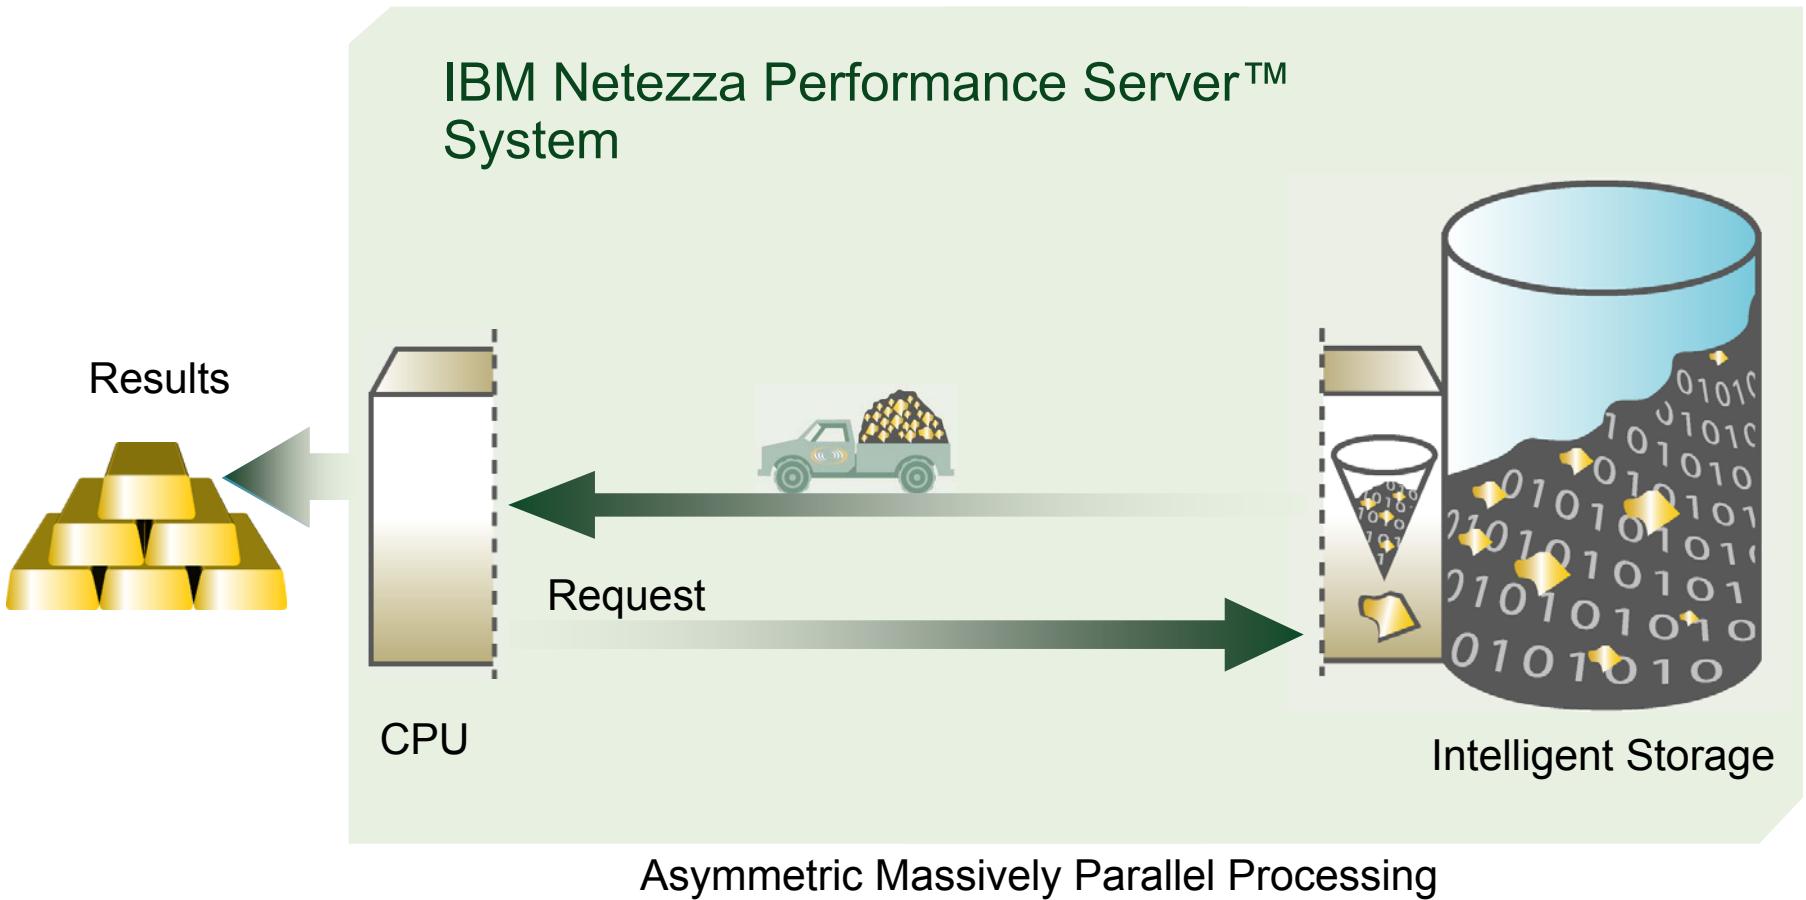 IBM Netezza Performance Server™
System
Results
Request
CPU
Intelligent Storage
Asymmetric Massively Parallel Processing